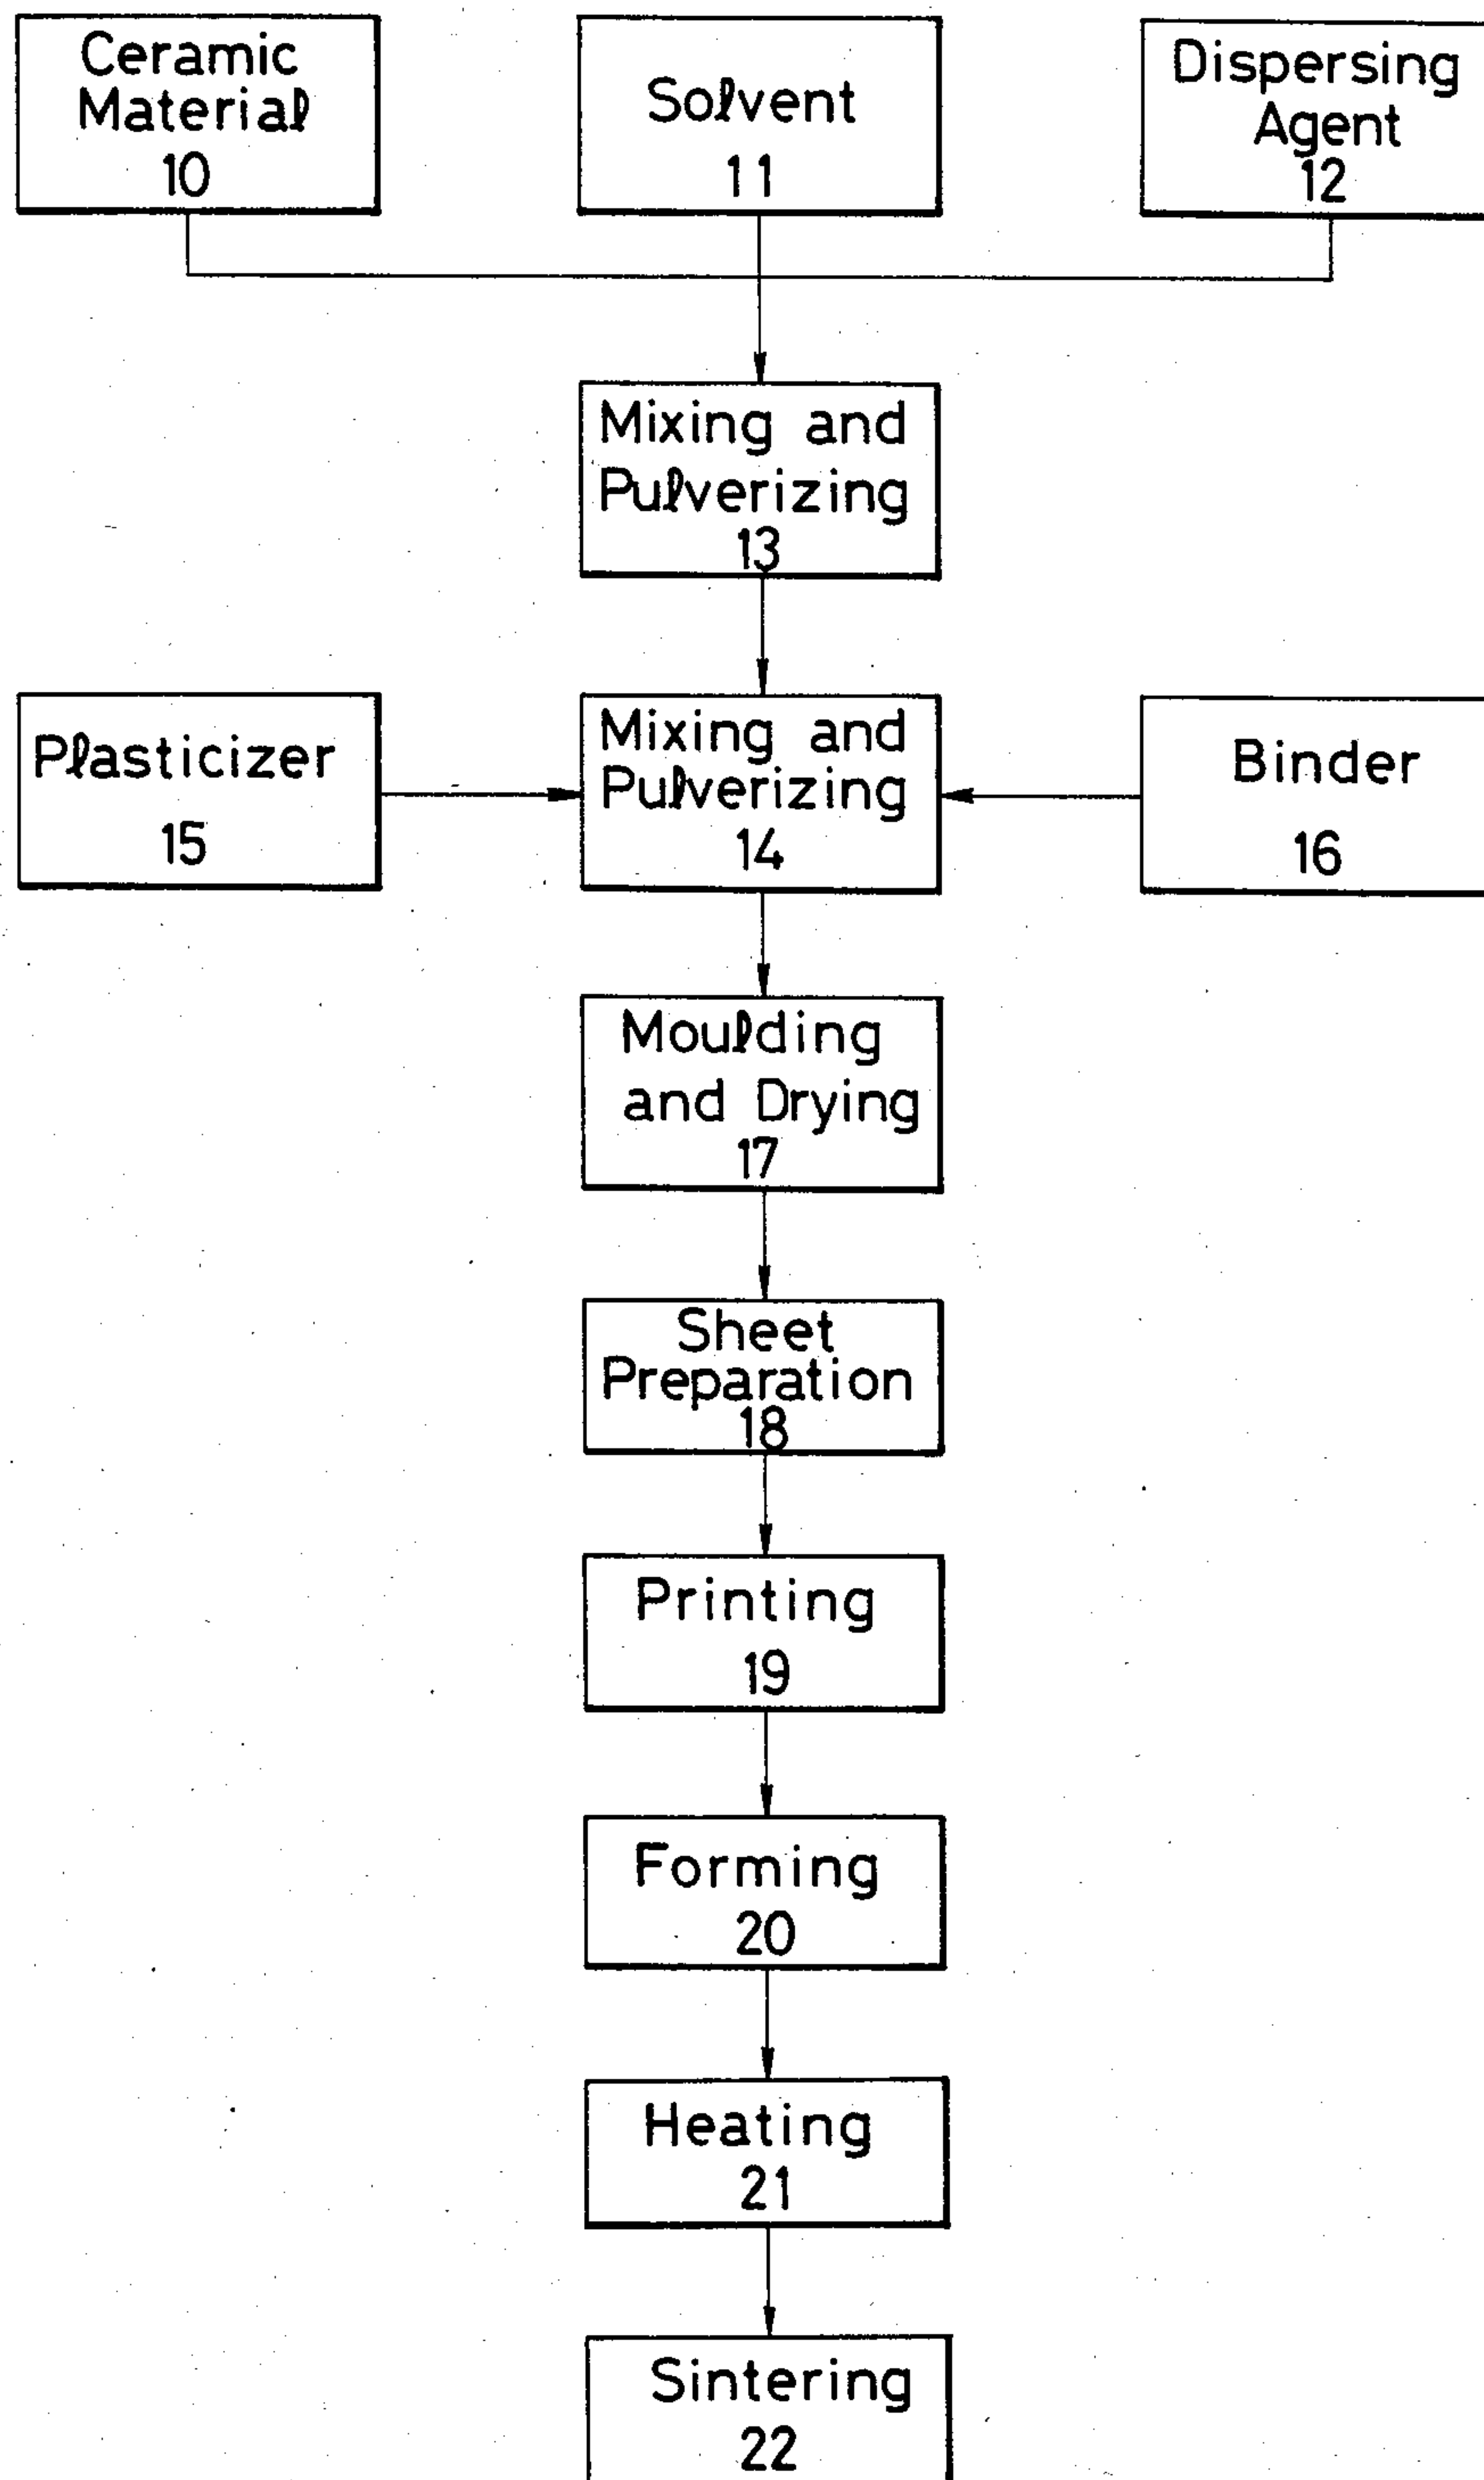 Ceramic
Material
10
Solvent
11
Dispersing
Agent
12
Mixing and
Pulverizing
13
Plasticizer
15
Mixing and
Pulverizing
14
Binder
16
Moulding
and Drying
17
Sheet
Preparation
18
Printing
19
Forming
20
Heating
21
Sintering
22